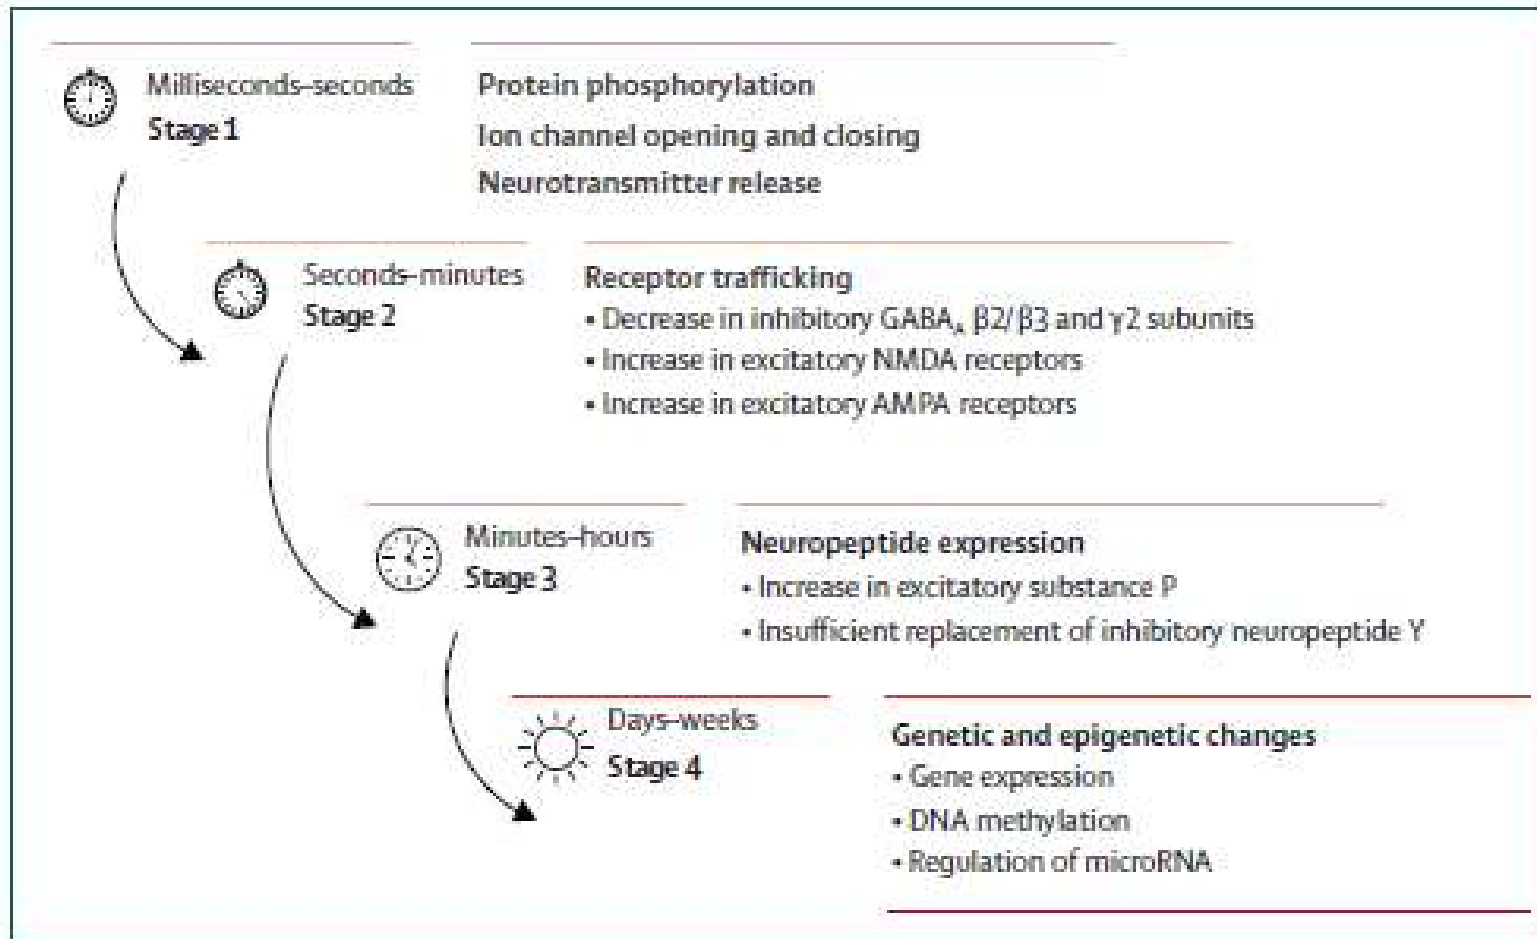 Milliseconds–seconds
Stage 1
Protein phosphorylation
Ion channel opening and closing
Neurotransmitter release
Seconds–minutes
Stage 2
Receptor trafficking
• Decrease in inhibitory GABAA β2/β3 and γ2 subunits
• Increase in excitatory NMDA receptors
• Increase in excitatory AMPA receptors
Minutes–hours
Stage 3
Neuropeptide expression
• Increase in excitatory substance P
• Insufficient replacement of inhibitory neuropeptide Y
Days–weeks
Stage 4
Genetic and epigenetic changes
• Gene expression
• DNA methylation
• Regulation of microRNA